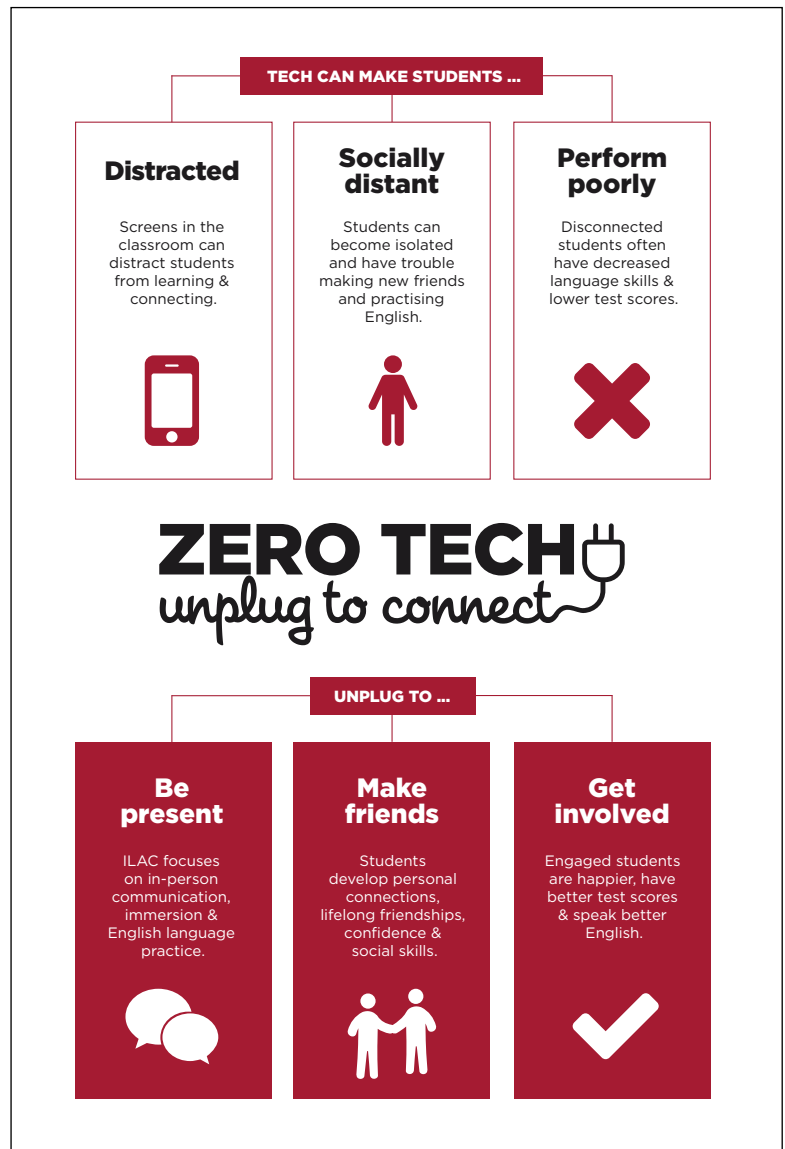 TECH CAN MAKE STUDENTS ...
Distracted
Screens in the
classroom can
distract students
from learning &
connecting.
Socially
distant
Students can
become isolated
and have trouble
making new friends
and practising
English.
Perform
poorly
Disconnected
students often
have decreased
language skills &
lower test scores.
ZERO TECH
unplug to connect
UNPLUG TO ...
Be
present
ILAC focuses
on in-person
communication,
immersion &
English language
practice.
Make
friends
Students
develop personal
connections,
lifelong friendships,
confidence &
social skills.
Get
involved
Engaged students
are happier, have
better test scores
& speak better
English.